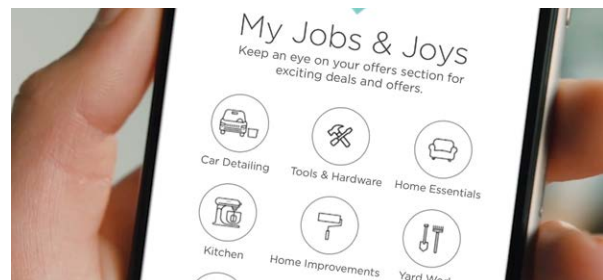 My Jobs & Joys
Keep an eye on your offers section for
exciting deals and offers.
Car Detailing
Tools & Hardware
Home Essentials
Kitchen
Home Improvements
Yard